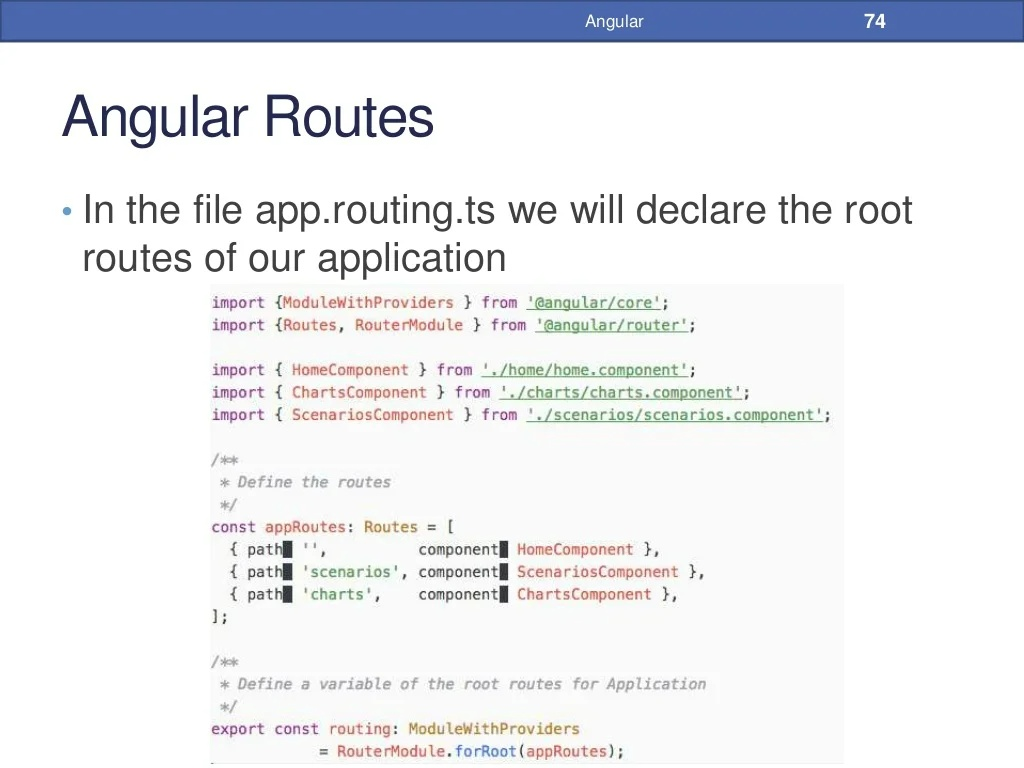 Angular 74
Angular Routes
• In the file app.routing.ts we will declare the root
routes of our application
import {ModuleWithProviders } from '@angular/core';
import {Routes, RouterModule } from '@angular/router';
import { HomeComponent } from './home/home.component';
import { ChartsComponent } from './charts/charts.component';
import { ScenariosComponent } from './scenarios/scenarios.component';
/**
* Define the routes
*/
const appRoutes: Routes = [
{ path█ '', component█ HomeComponent },
{ path█ 'scenarios', component█ ScenariosComponent },
{ path█ 'charts', component█ ChartsComponent },
];
/**
* Define a variable of the root routes for Application
*/
export const routing: ModuleWithProviders
= RouterModule.forRoot(appRoutes);